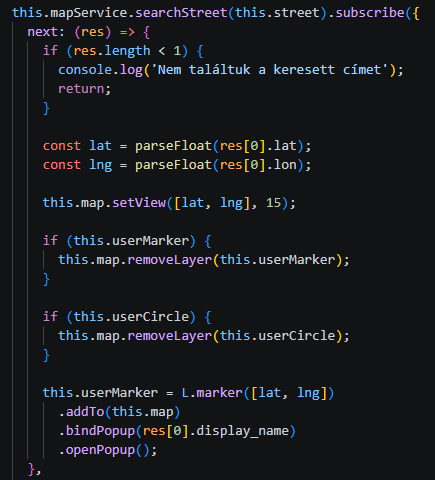 this.mapService.searchStreet(this.street).subscribe({
  next: (res) => {
    if (res.length < 1) {
      console.log('Nem találtuk a keresett címet');
      return;
    }

    const lat = parseFloat(res[0].lat);
    const lng = parseFloat(res[0].lon);

    this.map.setView([lat, lng], 15);

    if (this.userMarker) {
      this.map.removeLayer(this.userMarker);
    }

    if (this.userCircle) {
      this.map.removeLayer(this.userCircle);
    }

    this.userMarker = L.marker([lat, lng])
      .addTo(this.map)
      .bindPopup(res[0].display_name)
      .openPopup();
  },